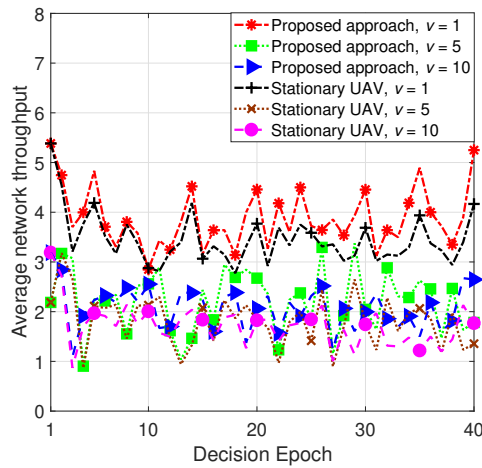 8
7
6
5
4
3
2
1
0
Average network throughput
Proposed approach, v = 1
Proposed approach, v = 5
Proposed approach, v = 10
Stationary UAV, v = 1
Stationary UAV, v = 5
Stationary UAV, v = 10
1 10 20 30 40
Decision Epoch